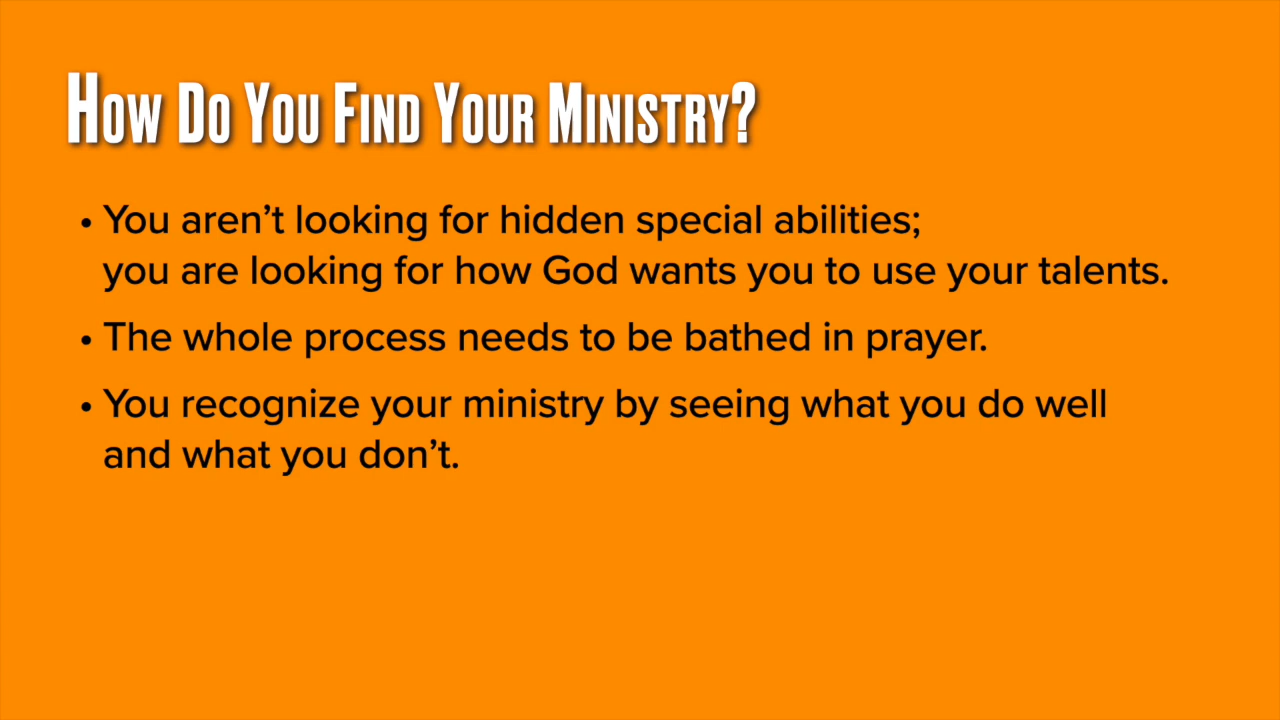 How Do You Find Your Ministry?
• You aren’t looking for hidden special abilities;
you are looking for how God wants you to use your talents.
• The whole process needs to be bathed in prayer.
• You recognize your ministry by seeing what you do well
and what you don’t.